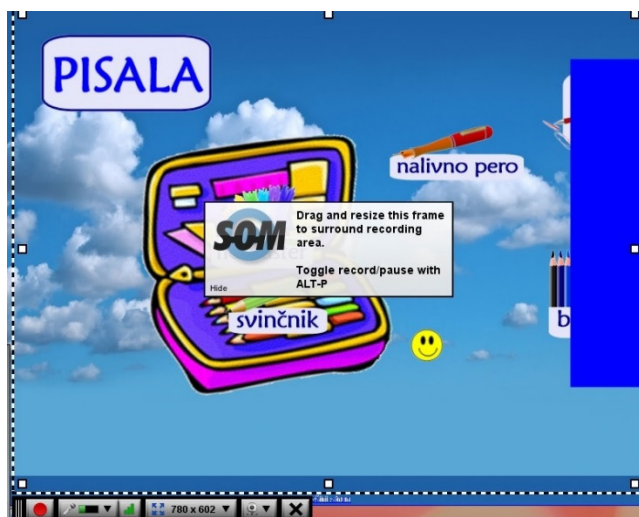 PISALA
nalivno pero
SOM
Drag and resize this frame
to surround recording
area.
Toggle record/pause with
ALT-P
Hide
svinčnik
b
780 x 602